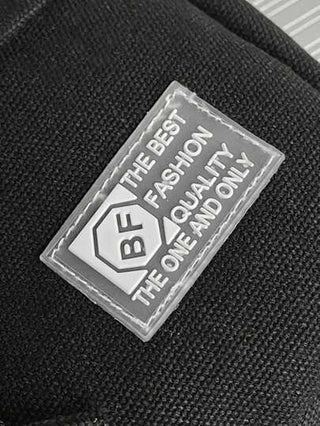 THE BEST
FASHION
BF
QUALITY
THE ONE AND ONLY